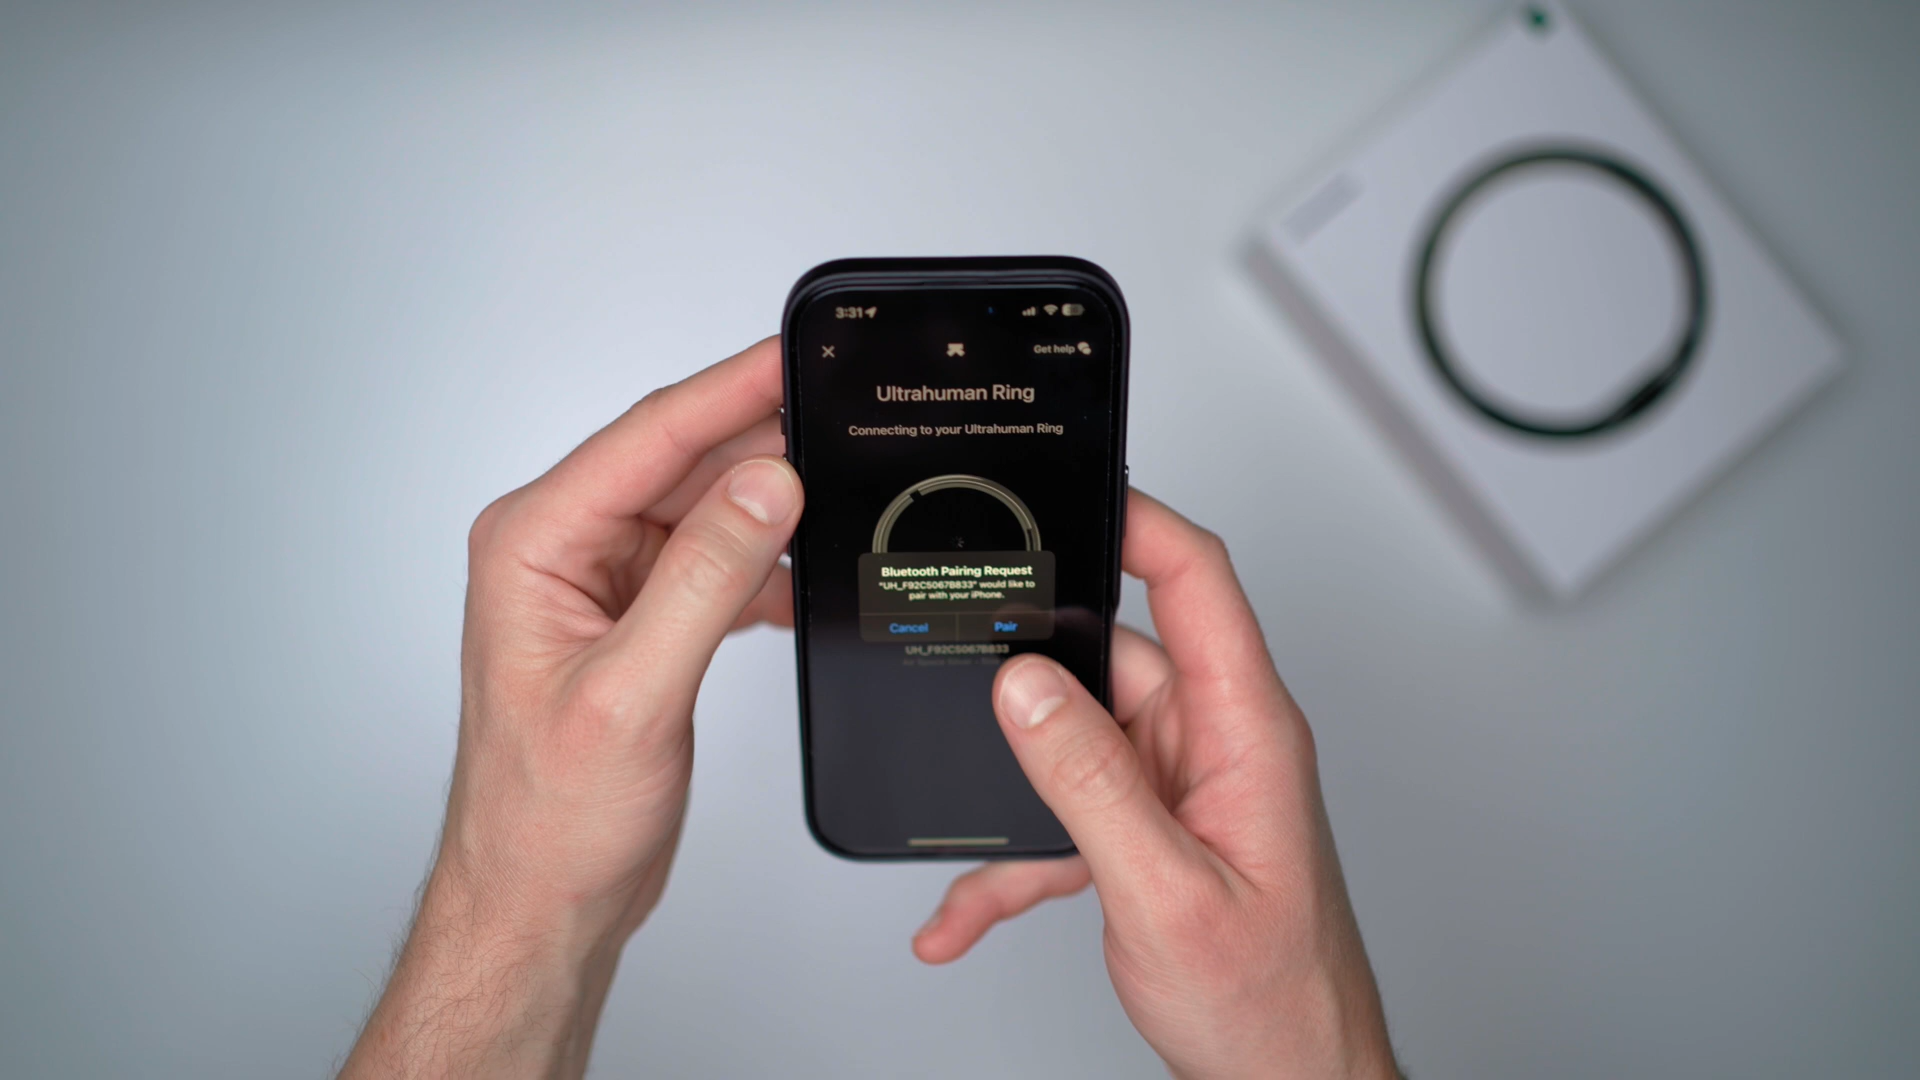 3:31
Get help
Ultrahuman Ring
Connecting to your Ultrahuman Ring
Bluetooth Pairing Request
"UH_F92C5067B833" would like to
pair with your iPhone.
Cancel
Pair
UH_F92C5067B833